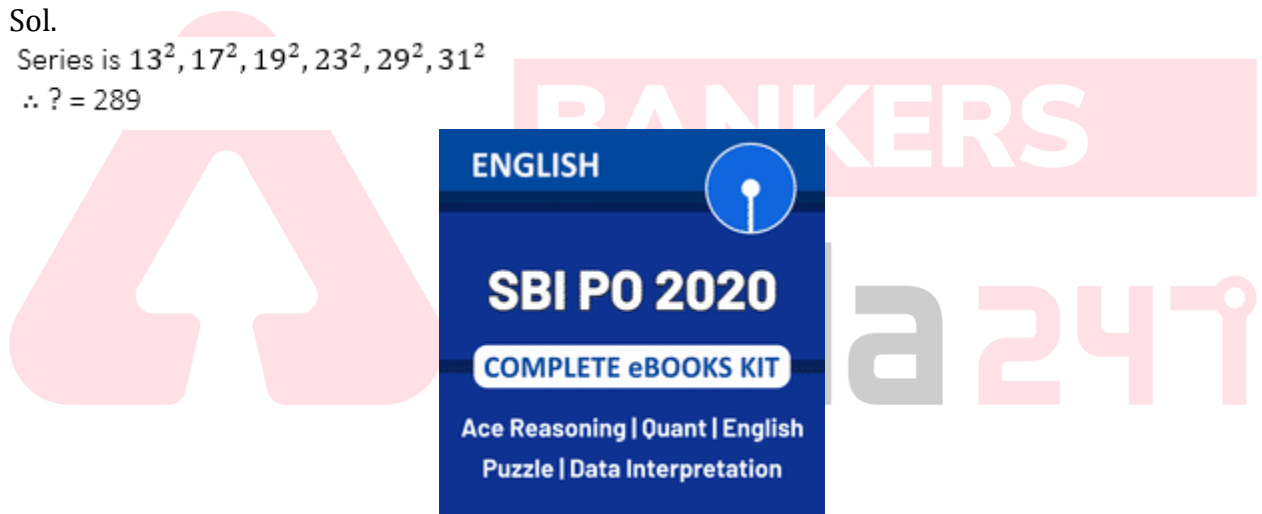 Sol.
Series is 13², 17², 19², 23², 29², 31²
∴ ? = 289
BANKERS
ENGLISH
SBI PO 2020
a 247
COMPLETE eBOOKS KIT
Ace Reasoning | Quant | English
Puzzle | Data Interpretation